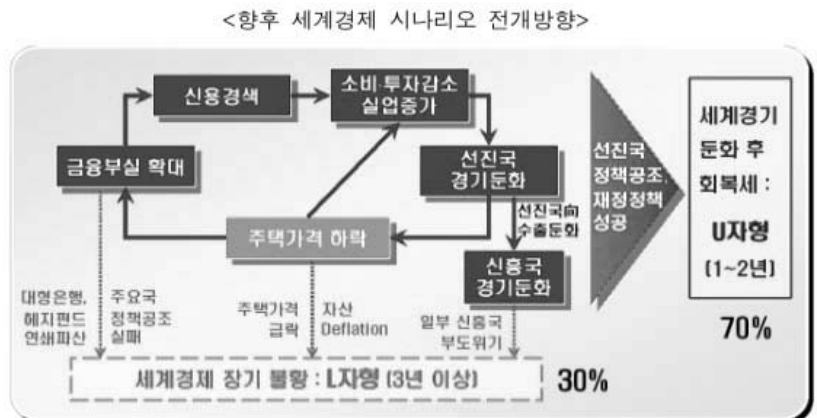 <향후 세계경제 시나리오 전개방향>
신용경색
소비·투자감소
실업증가
금융부실 확대
선진국
경기둔화
주택가격 하락
선진국向
수출둔화
신흥국
경기둔화
선진국
정책공조,
재정정책
성공
세계경기
둔화 후
회복세 :
U자형
(1~2년)
70%
대형은행,
헤지펀드
연쇄파산
주요국
정책공조
실패
주택가격
급락
자산
Deflation
일부 신흥국
부도위기
세계경제 장기 불황 : L자형 (3년 이상)
30%